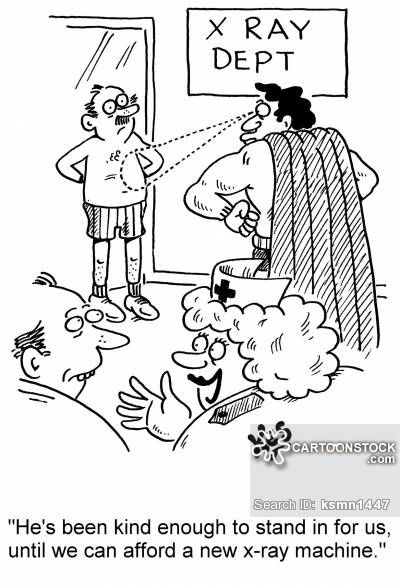 X RAY
DEPT
CARTOONSTOCK
.com
Search ID: ksmn1447
"He's been kind enough to stand in for us,
until we can afford a new x-ray machine."